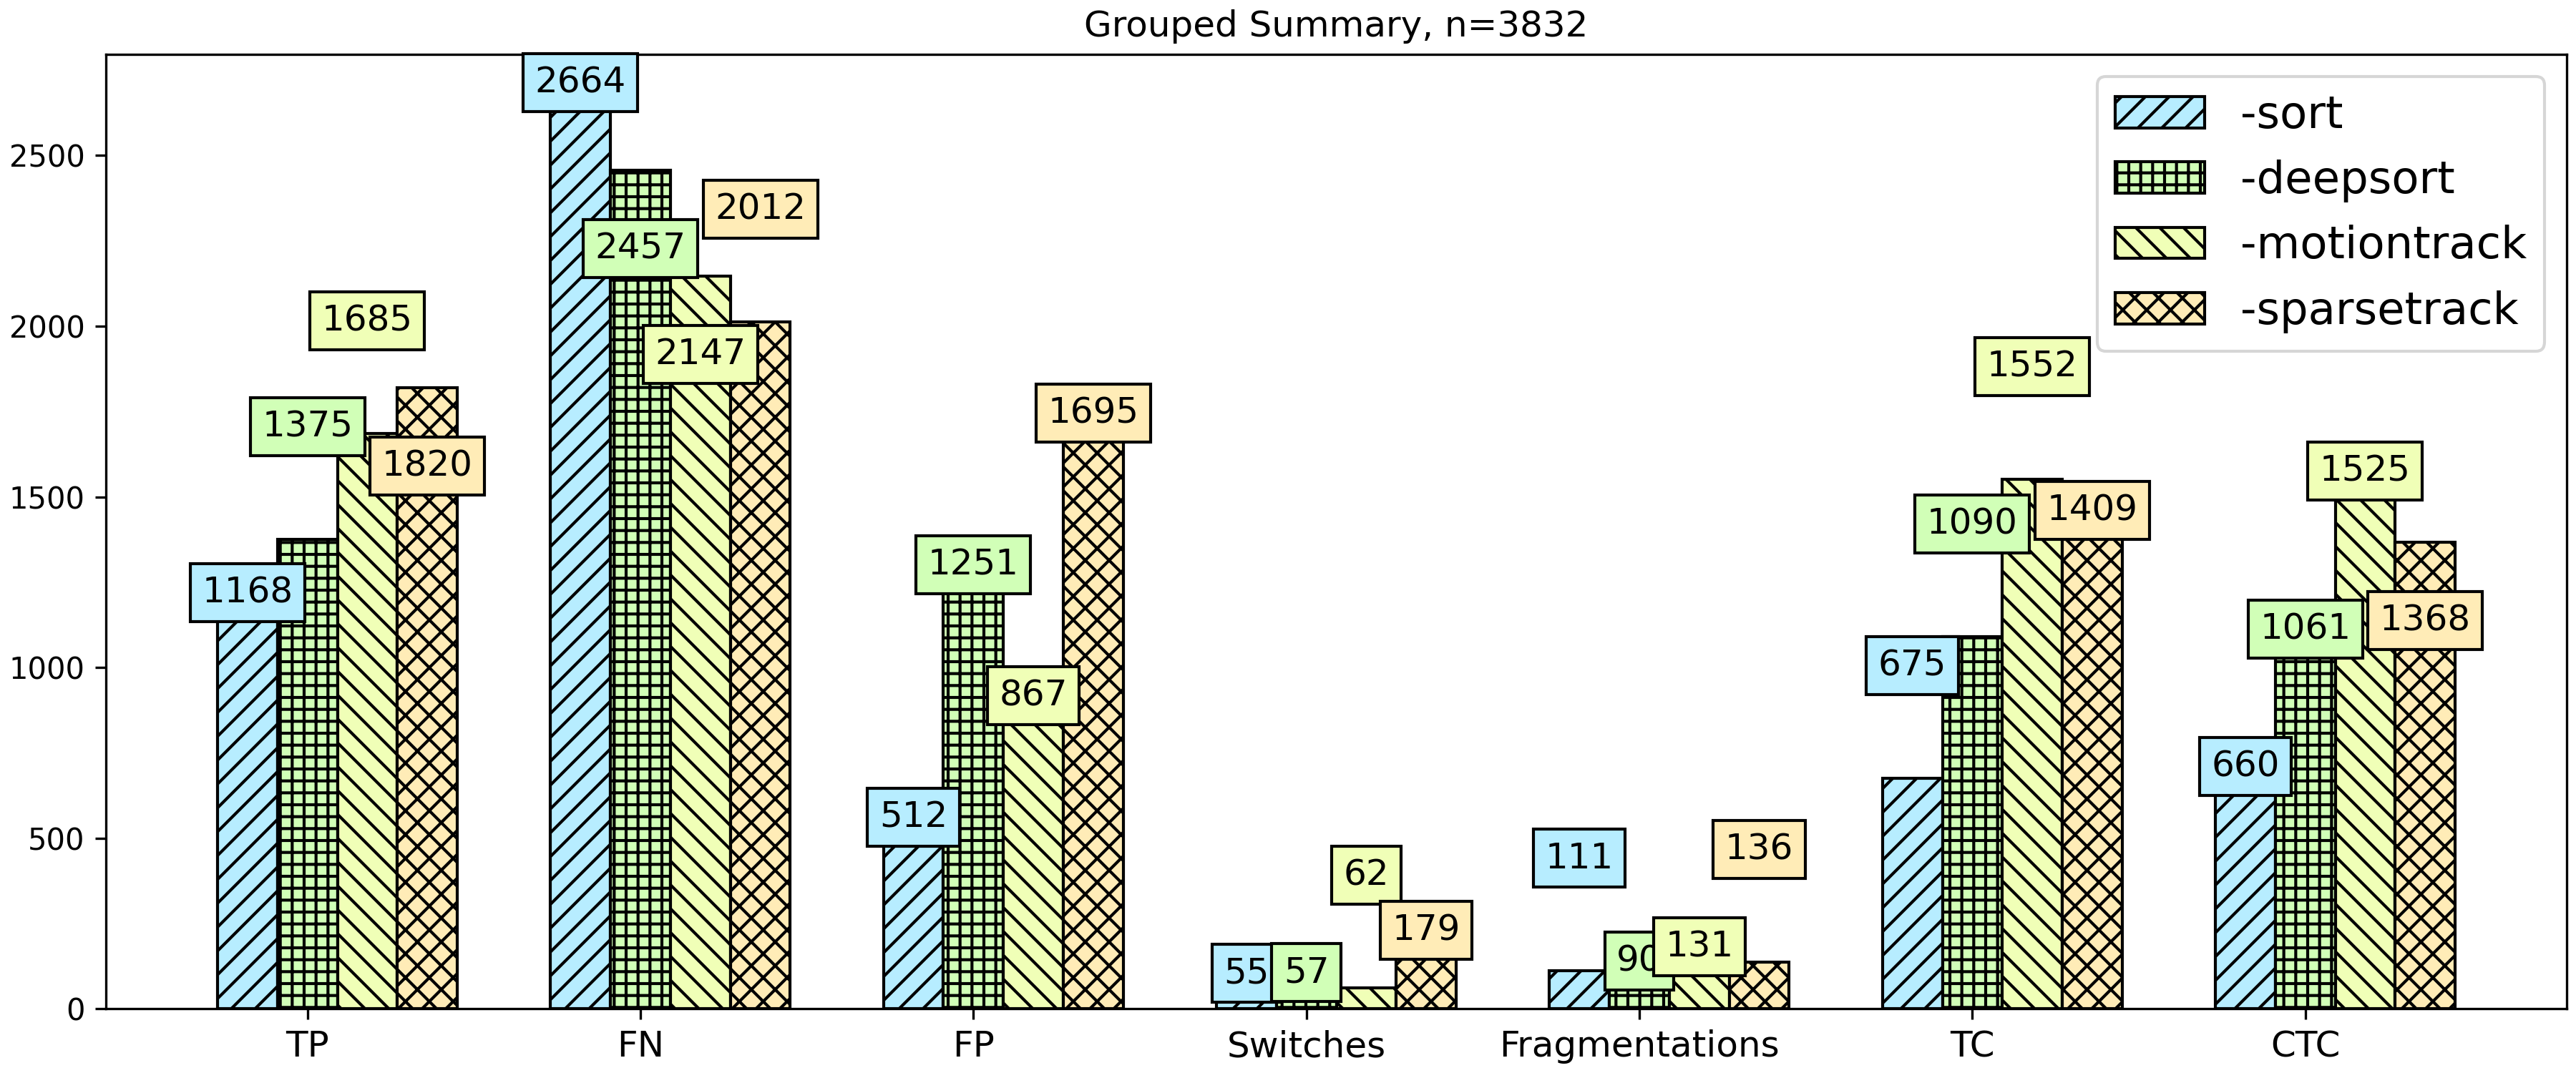 Grouped Summary, n=3832
-sort
-deepsort
-motiontrack
-sparsetrack
2500
2000
1500
1000
500
0
1168
1375
1685
1820
2664
2457
2147
2012
512
1251
867
1695
55
57
62
179
111
90
131
136
675
1090
1552
1409
660
1061
1525
1368
TP
FN
FP
Switches
Fragmentations
TC
CTC